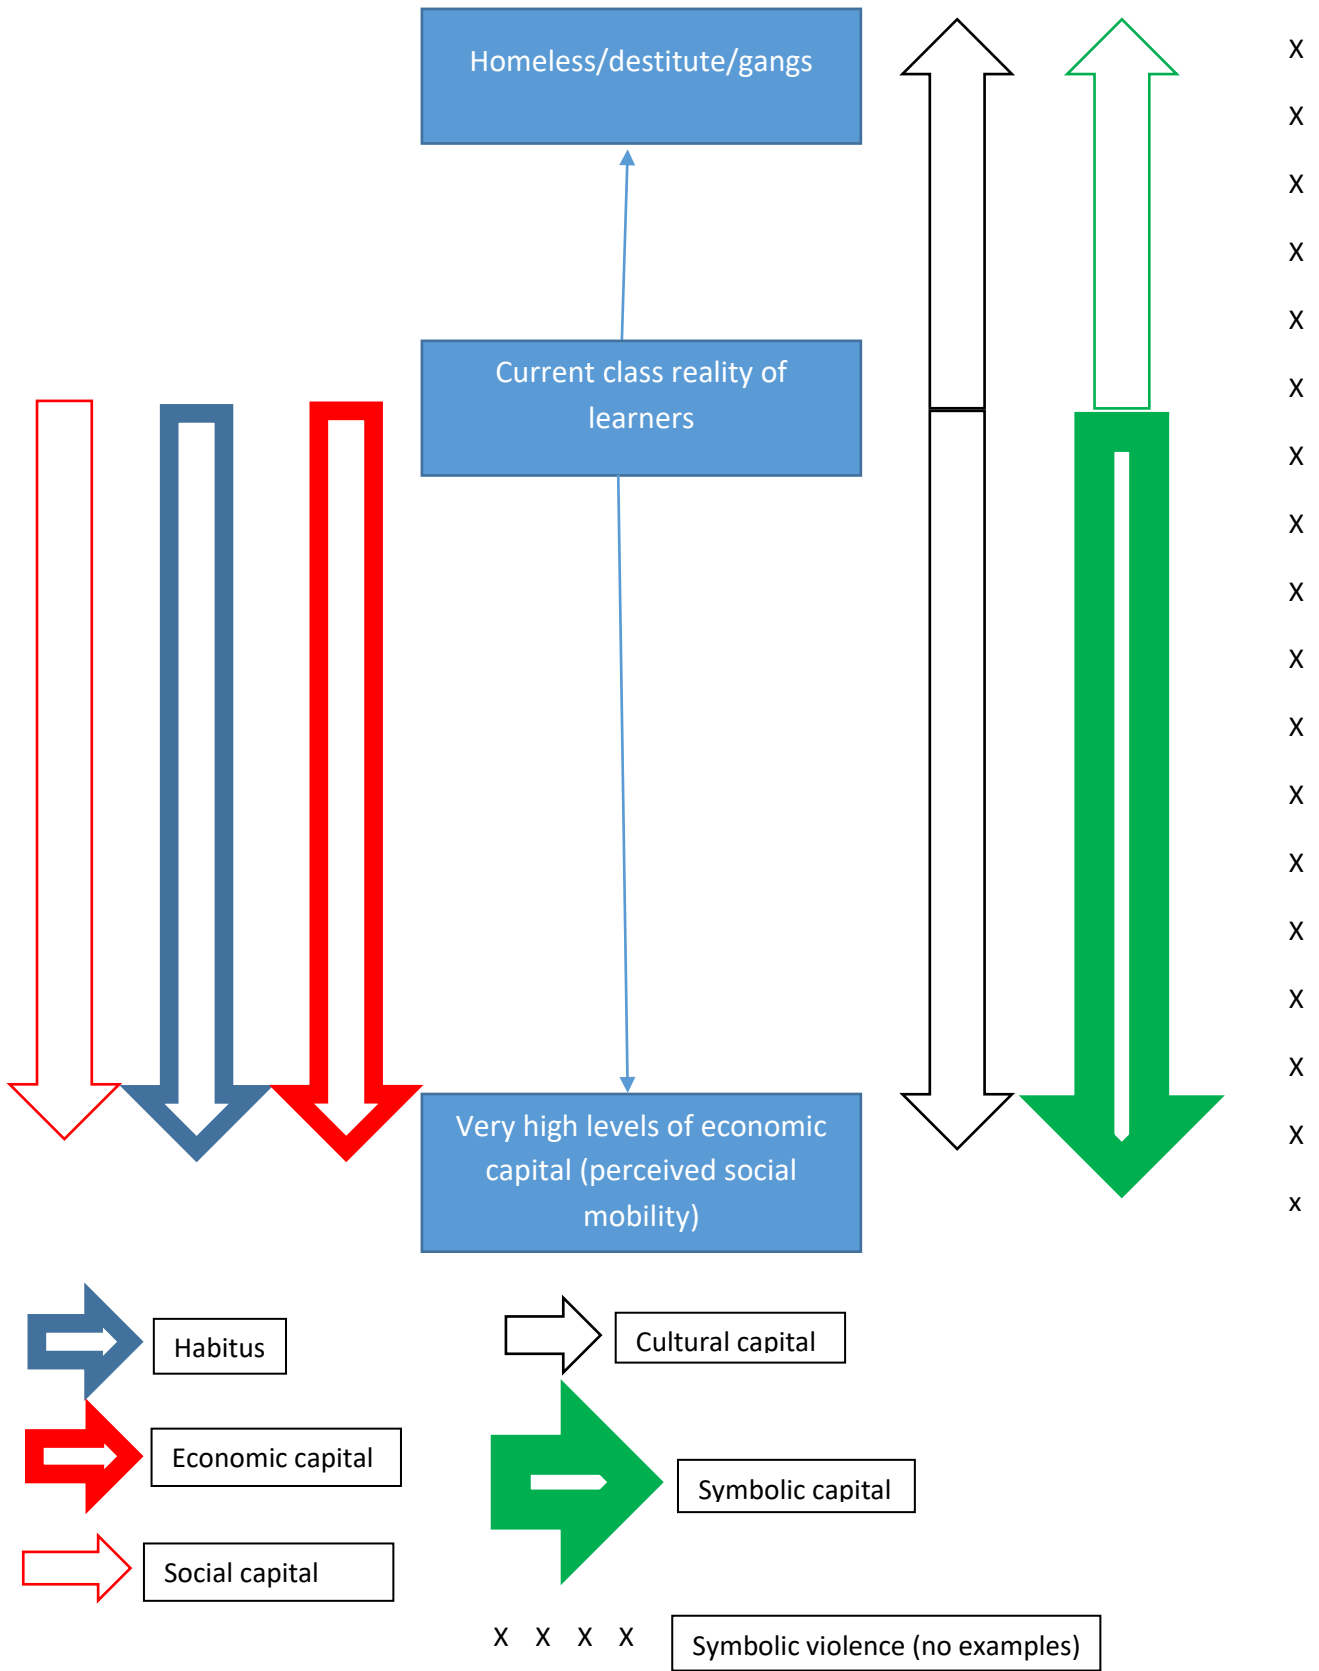 Homeless/destitute/gangs
X
X
X
X
X
Current class reality of
learners
X
X
X
X
X
X
X
X
X
X
X
X
Very high levels of economic
capital (perceived social
mobility)
x
Habitus
Cultural capital
Economic capital
Symbolic capital
Social capital
X X X X
Symbolic violence (no examples)